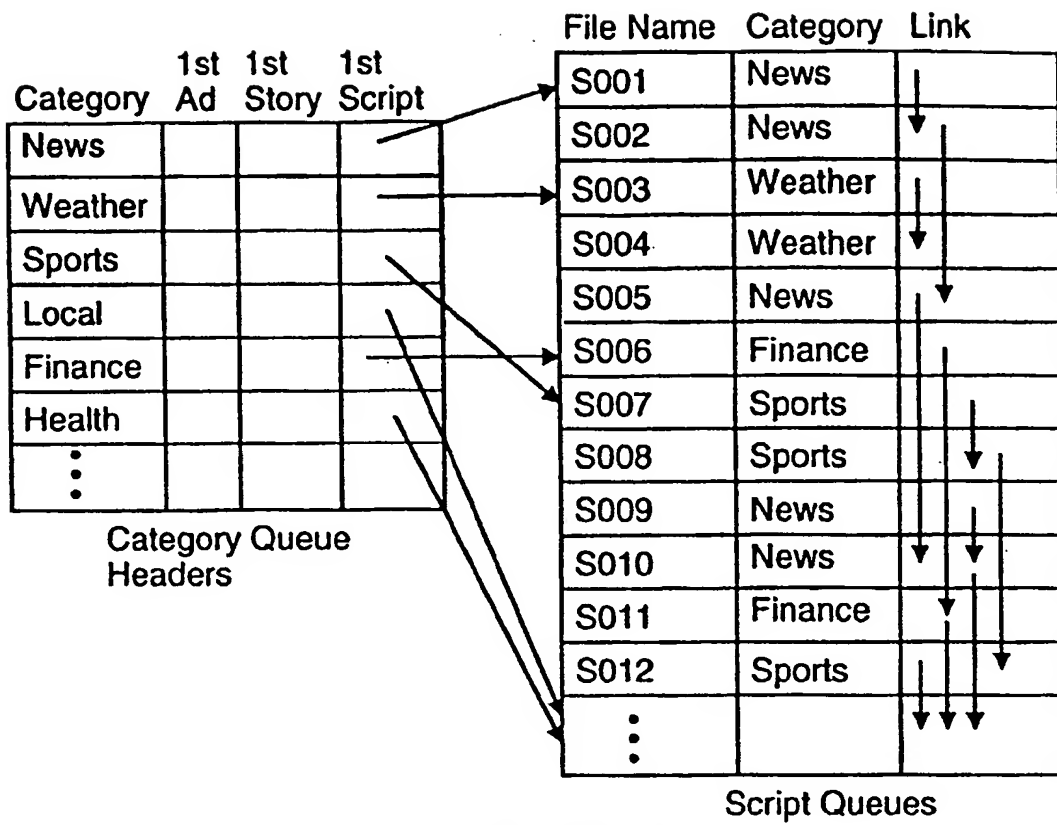 Category 1st Ad 1st Story 1st Script
News
Weather
Sports
Local
Finance
Health
Category Queue
Headers
File Name Category Link
S001 News
S002 News
S003 Weather
S004 Weather
S005 News
S006 Finance
S007 Sports
S008 Sports
S009 News
S010 News
S011 Finance
S012 Sports
Script Queues